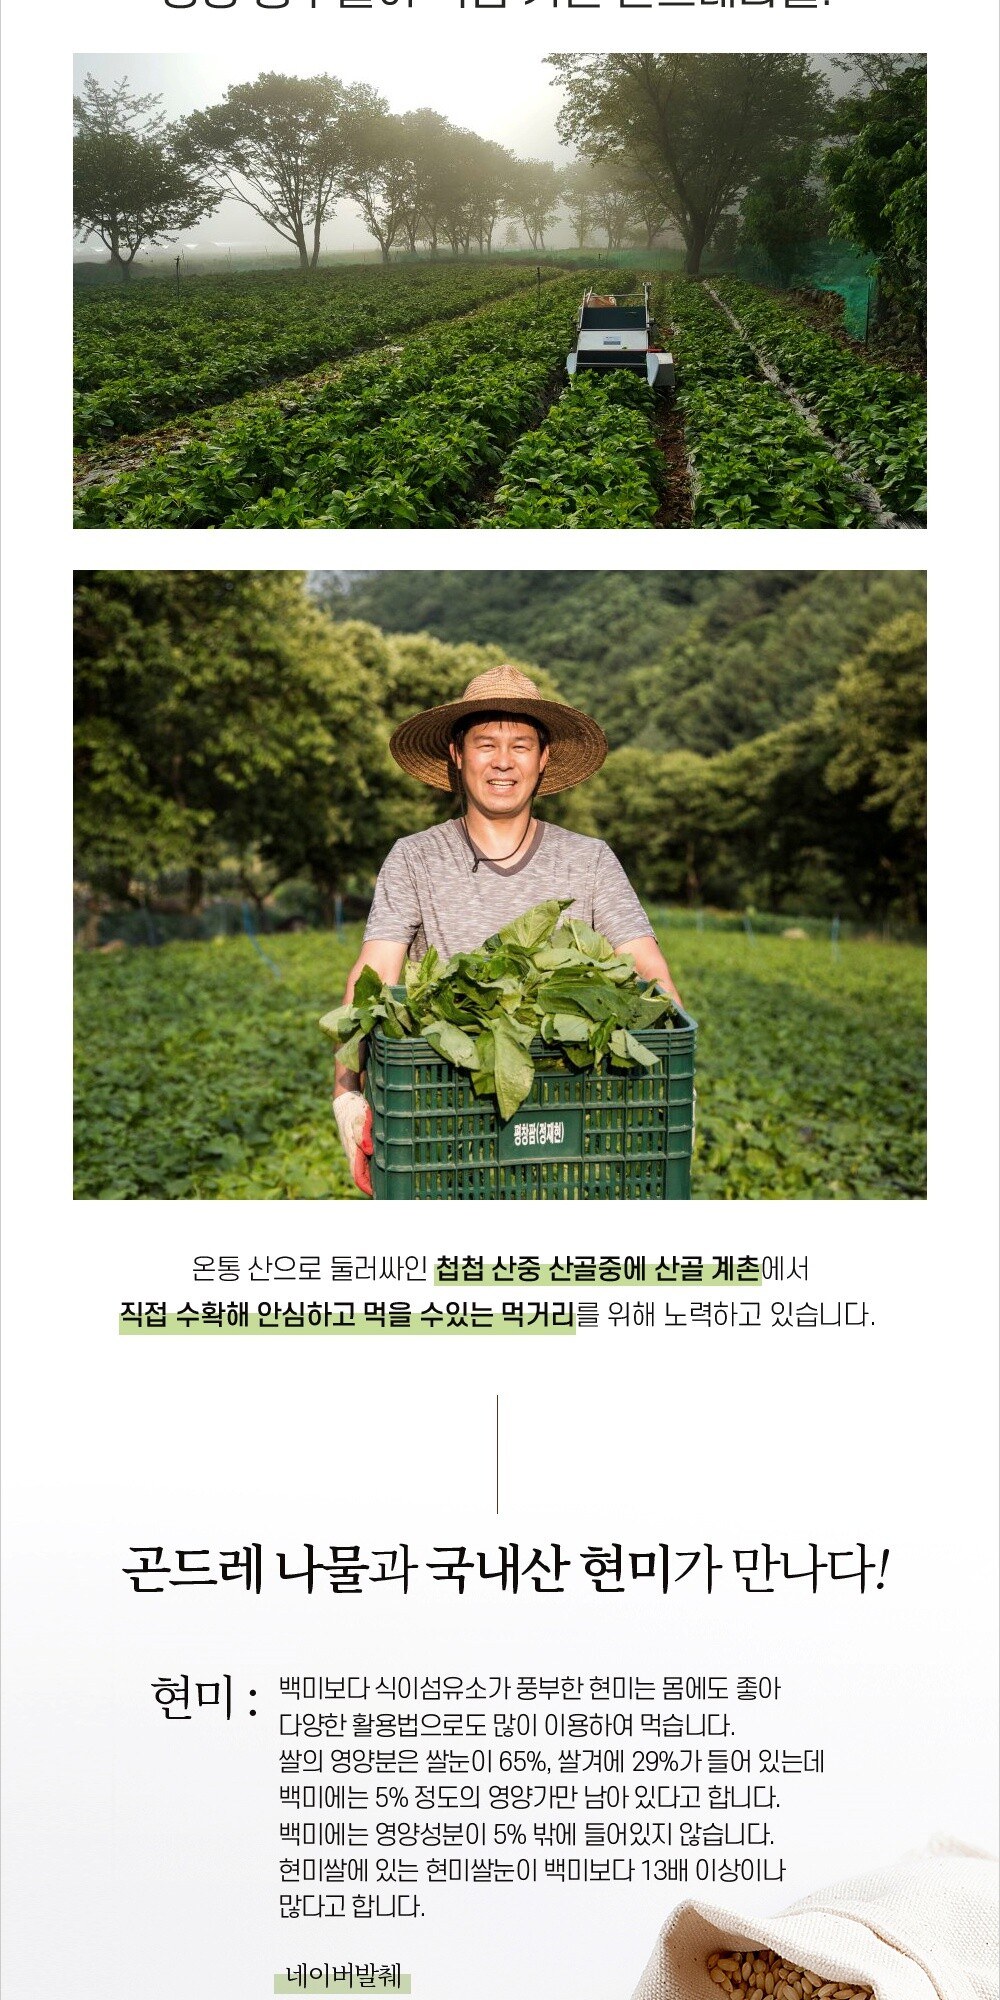 평창팜(정재현)
온통 산으로 둘러싸인 첩첩 산중 산골중에 산골 계촌에서
직접 수확해 안심하고 먹을 수있는 먹거리를 위해 노력하고 있습니다.
곤드레 나물과 국내산 현미가 만나다!
현미 :
백미보다 식이섬유소가 풍부한 현미는 몸에도 좋아
다양한 활용법으로도 많이 이용하여 먹습니다.
쌀의 영양분은 쌀눈이 65%, 쌀겨에 29%가 들어 있는데
백미에는 5% 정도의 영양가만 남아 있다고 합니다.
백미에는 영양성분이 5% 밖에 들어있지 않습니다.
현미쌀에 있는 현미쌀눈이 백미보다 13배 이상이나
많다고 합니다.
네이버발췌